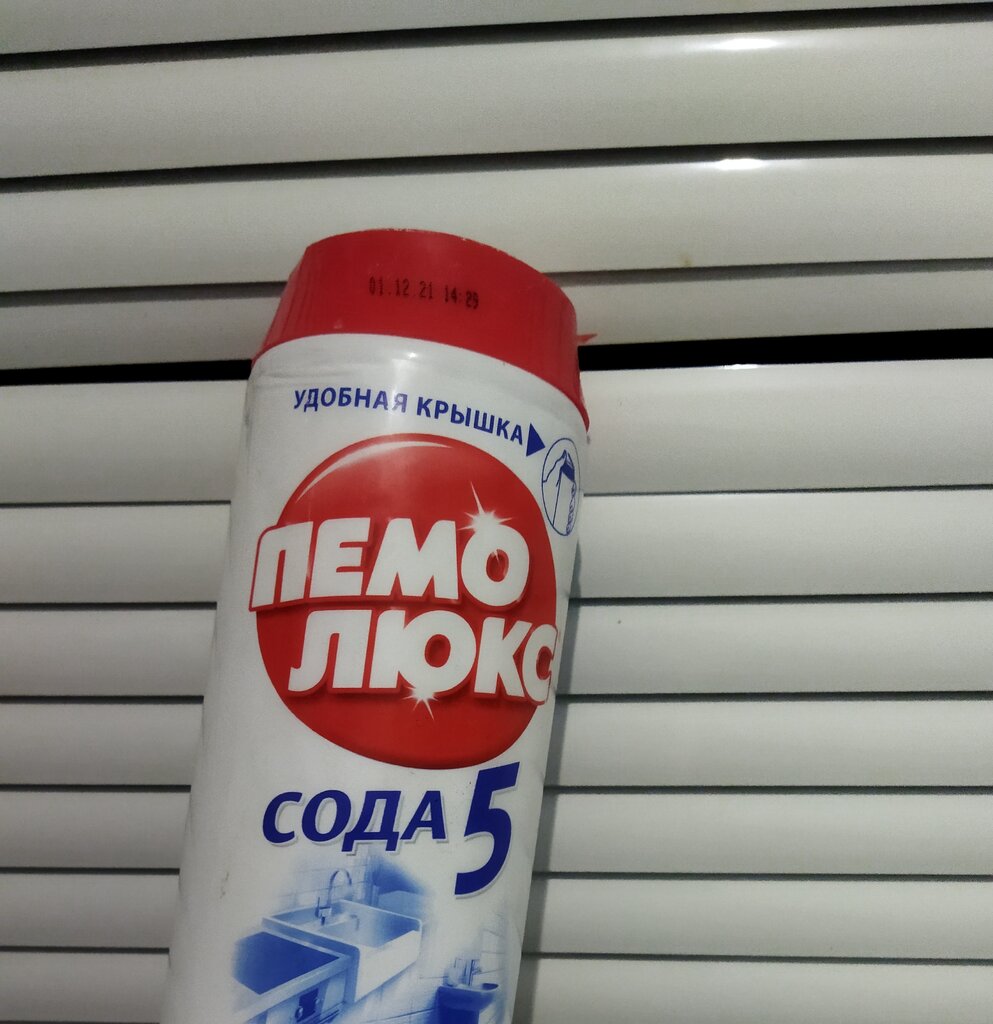 01.12.21 14:29
УДОБНАЯ КРЫШКА
ПЕМО
ЛЮКС
СОДА 5